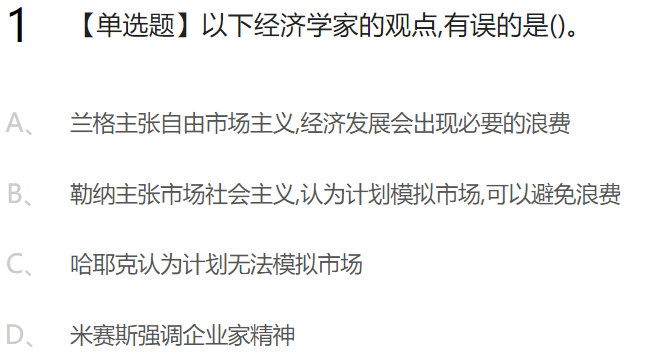 1 【单选题】以下经济学家的观点,有误的是()。
A、 兰格主张自由市场主义,经济发展会出现必要的浪费
B、 勒纳主张市场社会主义,认为计划模拟市场,可以避免浪费
C、 哈耶克认为计划无法模拟市场
D、 米赛斯强调企业家精神